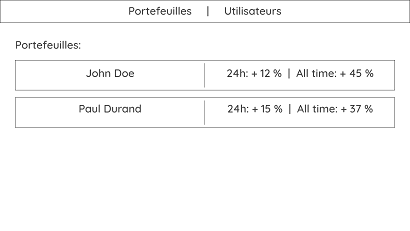 Portefeuilles | Utilisateurs
Portefeuilles:
John Doe 24h: + 12 % | All time: + 45 %
Paul Durand 24h: + 15 % | All time: + 37 %